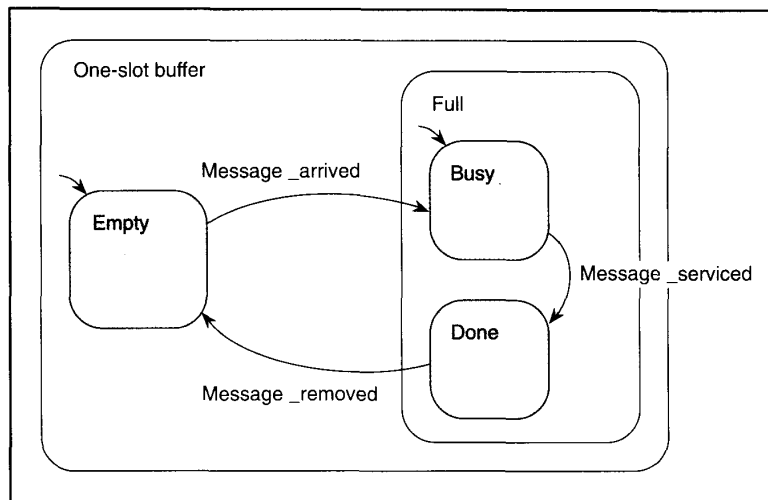 One-slot buffer
Full
Message _arrived
Busy
Empty
Message _serviced
Done
Message _removed